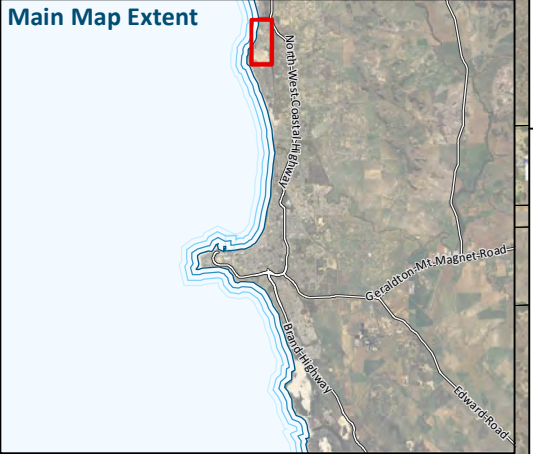 Main Map Extent
North-West-Coastal-Highway
Geraldton-Mt-Magnet-Road
Brand-Highway
Edward-Road